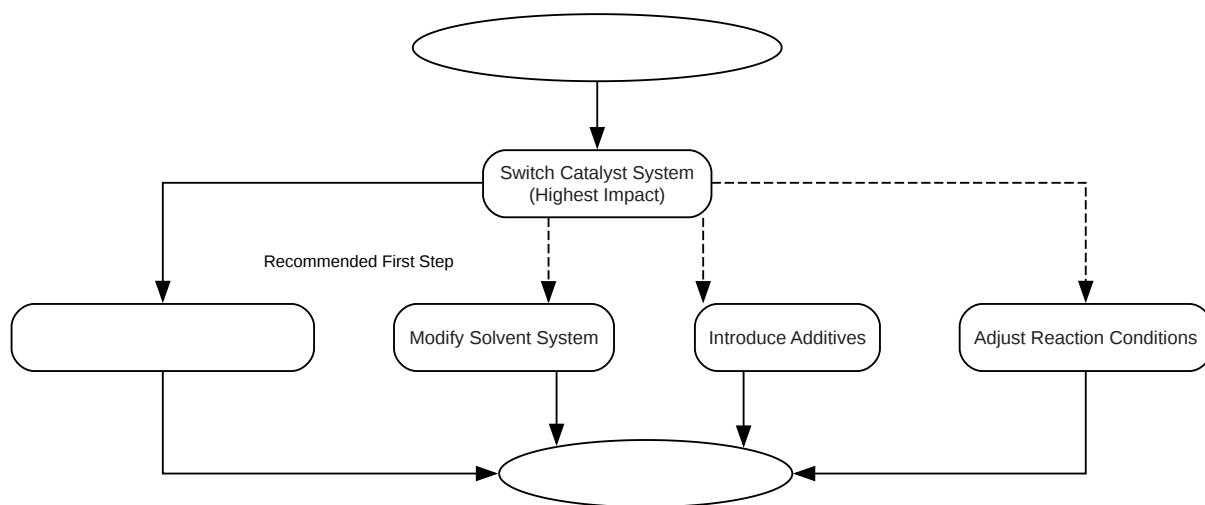 Switch Catalyst System
(Highest Impact)
Recommended First Step
Modify Solvent System
Introduce Additives
Adjust Reaction Conditions